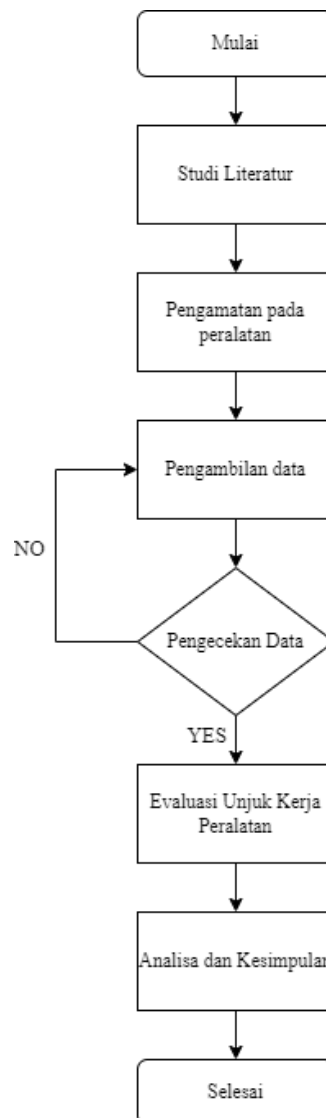 Mulai
Studi Literatur
Pengamatan pada
peralatan
Pengambilan data
NO
Pengecekan Data
YES
Evaluasi Unjuk Kerja
Peralatan
Analisa dan Kesimpulan
Selesai